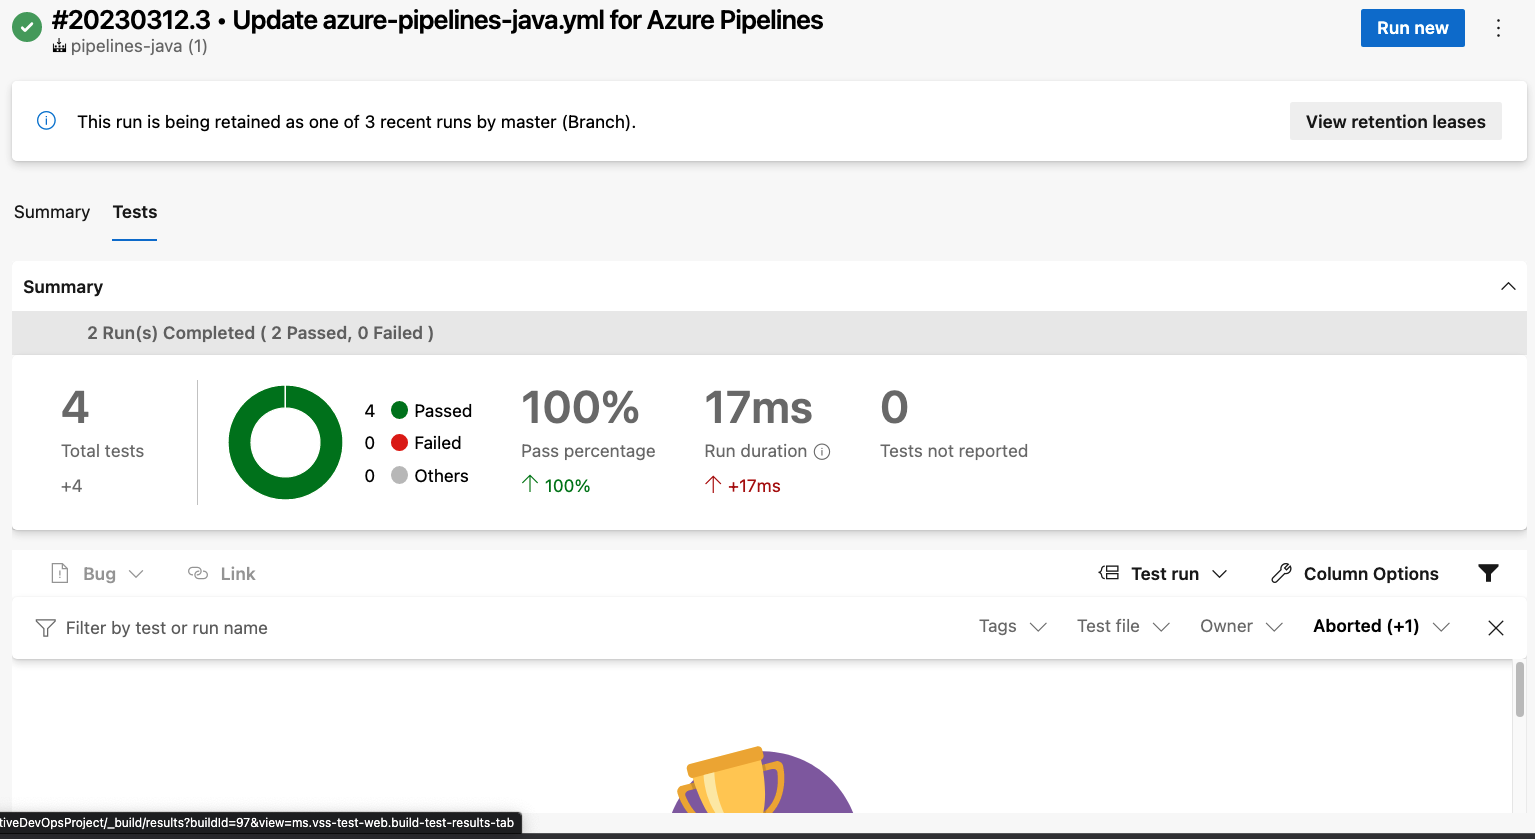 #20230312.3 • Update azure-pipelines-java.yml for Azure Pipelines
Run new
pipelines-java (1)
This run is being retained as one of 3 recent runs by master (Branch).
View retention leases
Summary
Tests
Summary
2 Run(s) Completed ( 2 Passed, 0 Failed )
4
Total tests
+4
4 Passed
0 Failed
0 Others
100%
Pass percentage
100%
17ms
Run duration
+17ms
0
Tests not reported
Bug
Link
Test run
Column Options
Filter by test or run name
Tags
Test file
Owner
Aborted (+1)
tiveDevOpsProject/_build/results?buildId=97&view=ms.vss-test-web.build-test-results-tab